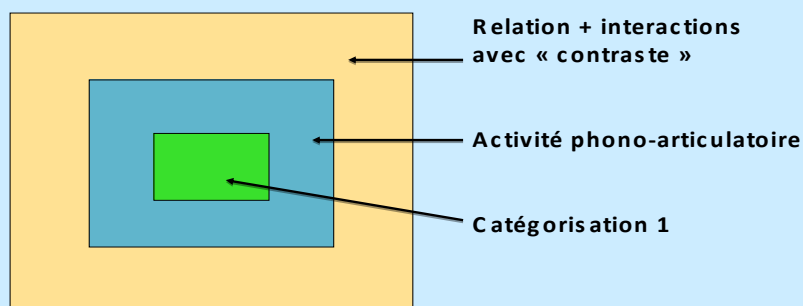 Relation + interactions
avec « contraste »
Activité phono-articulatoire
Catégorisation 1